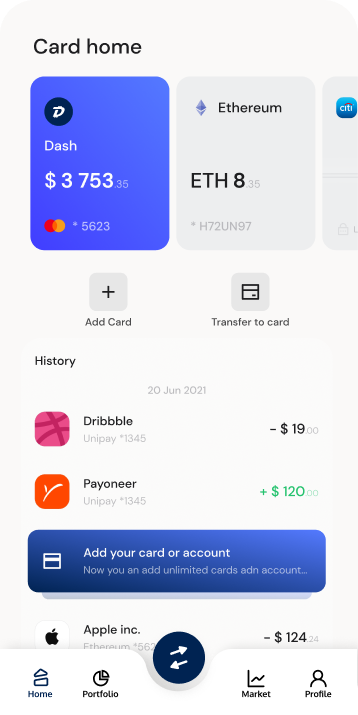 Card home
Dash
$ 3 753.35
* 5623
Ethereum
ETH 8.35
* H72UN97
citi
Add Card
Transfer to card
History
20 Jun 2021
Dribbble
Unipay *1345
- $ 19.00
Payoneer
Unipay *1345
+ $ 120.00
Add your card or account
Now you an add unlimited cards adn account...
Apple inc.
- $ 124.24
Ethereum *562
Home
Portfolio
Market
Profile